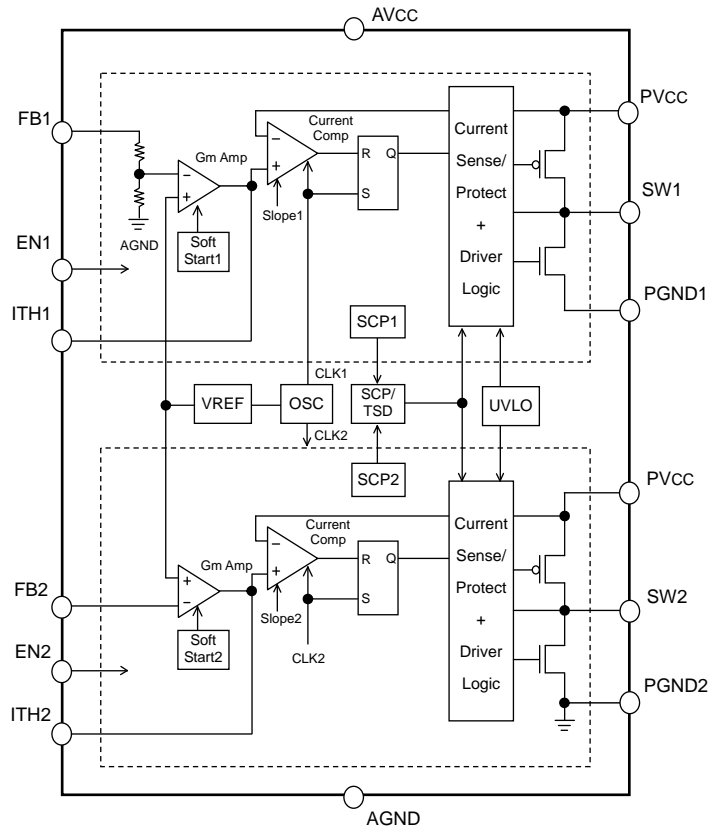 AVCC
FB1
EN1
ITH1
FB2
EN2
ITH2
PVCC
SW1
PGND1
PVCC
SW2
PGND2
AGND
AGND
Gm Amp
−
+
Soft
Start1
Current
Comp
−
+
Slope1
R
Q
S
Current
Sense/
Protect
+
Driver
Logic
SCP1
CLK1
VREF
OSC
SCP/
TSD
UVLO
CLK2
SCP2
Gm Amp
+
−
Soft
Start2
Current
Comp
−
+
Slope2
CLK2
R
Q
S
Current
Sense/
Protect
+
Driver
Logic